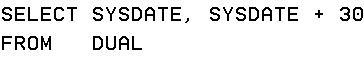 SELECT SYSDATE, SYSDATE + 30
FROM   DUAL